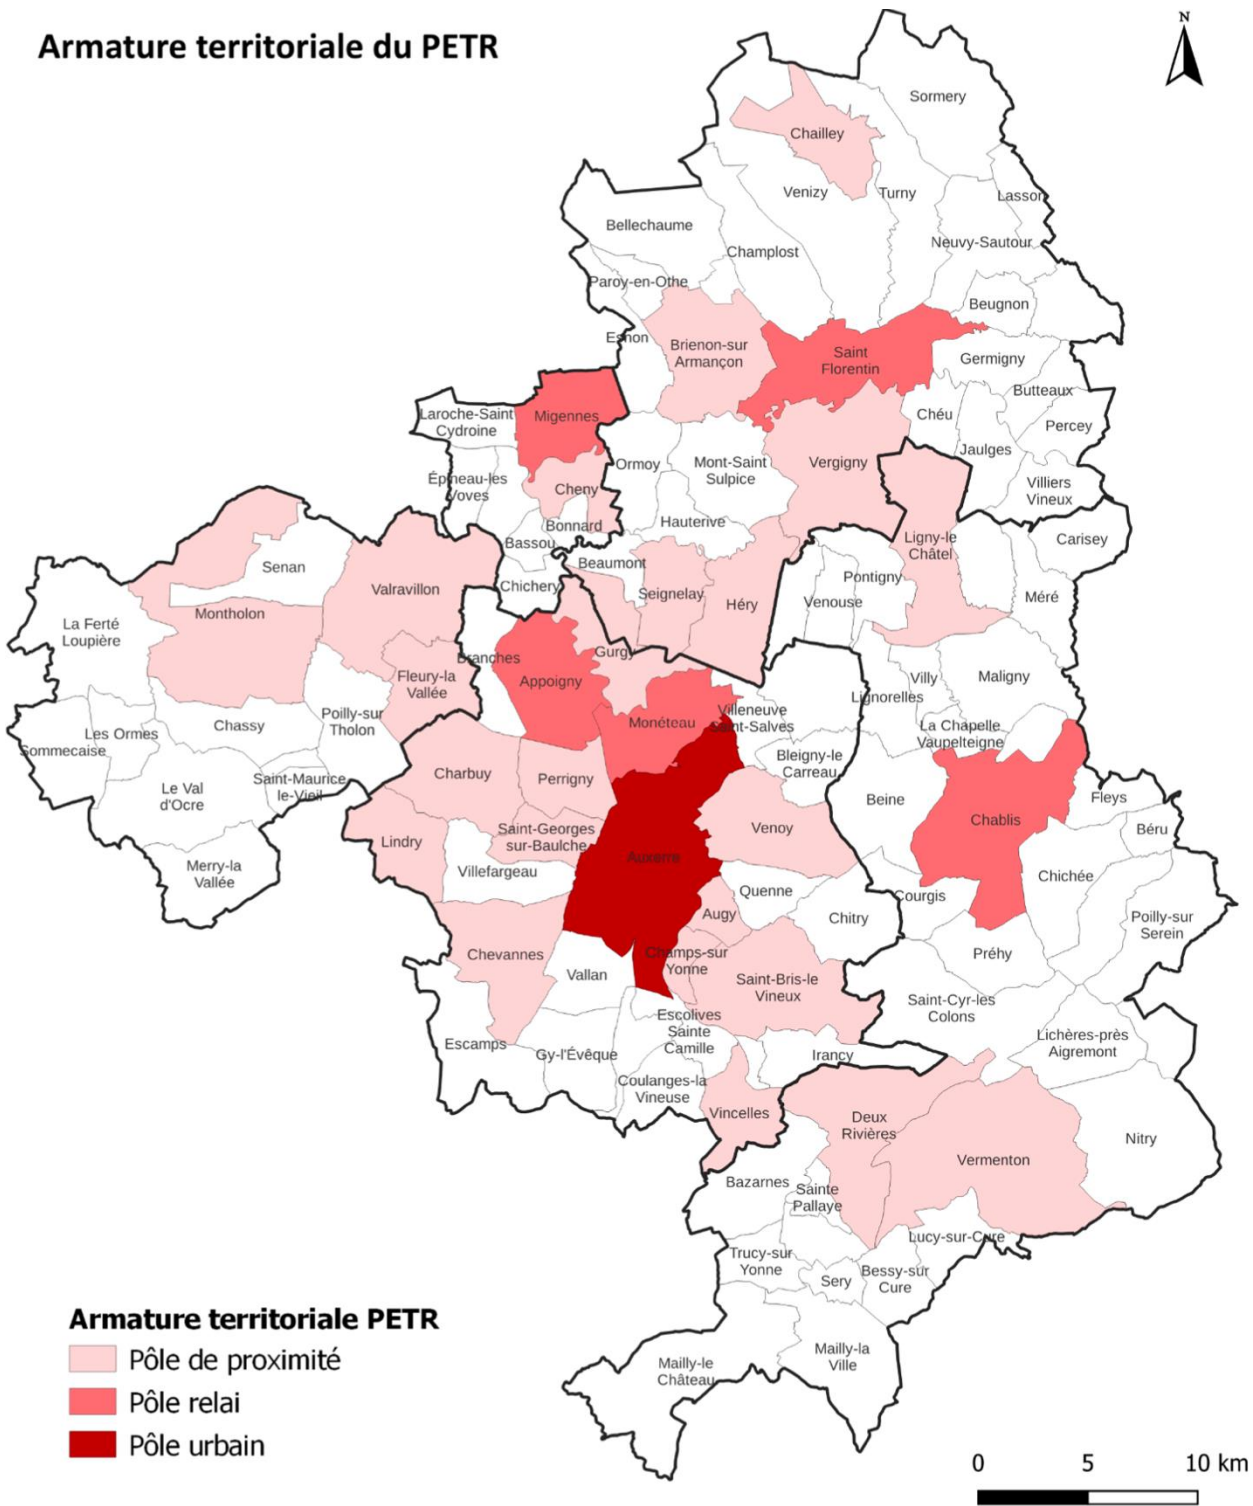 Armature territoriale du PETR
N
Sormery
Chailley
Venizy
Turny
Lasson
Bellechaume
Neuvy-Sautour
Champlost
Paroy-en-Othe
Beugnon
Esnon
Brienon-sur
Armançon
Saint
Florentin
Germigny
Butteaux
Laroche-Saint
Cydroine
Migennes
Chéu
Percey
Jaulges
Ormoy
Mont-Saint
Sulpice
Vergigny
Villiers
Vineux
Épineau-les
Voves
Cheny
Bonnard
Hauterive
Bassou
Ligny-le
Châtel
Carisey
Beaumont
Senan
Valravillon
Chichery
Seignelay
Héry
Pontigny
Venouse
Méré
Montholon
La Ferté
Loupière
Branches
Gurgy
Appoigny
Fleury-la
Vallée
Villy
Maligny
Lignorelles
Chassy
Poilly-sur
Tholon
Monéteau
Villeneuve
Saint-Salves
La Chapelle
Vaupelteigne
Les Ormes
Sommecaise
Bleigny-le
Carreau
Charbuy
Perrigny
Saint-Maurice
le-Vieil
Le Val
d'Ocre
Beine
Fleys
Chablis
Béru
Lindry
Saint-Georges
sur-Baulche
Venoy
Auxerre
Villefargeau
Merry-la
Vallée
Chichée
Quenne
Courgis
Augy
Chitry
Poilly-sur
Serein
Chevannes
Champs-sur
Yonne
Préhy
Vallan
Saint-Bris-le
Vineux
Saint-Cyr-les
Colons
Escolives
Sainte
Camille
Lichères-près
Aigremont
Escamps
Gy-l'Évêque
Irancy
Coulanges-la
Vineuse
Vincelles
Deux
Rivières
Nitry
Vermenton
Bazarnes
Sainte
Pallaye
Lucy-sur-Cure
Trucy-sur
Yonne
Sery
Bessy-sur
Cure
Mailly-le
Château
Mailly-la
Ville
Armature territoriale PETR
Pôle de proximité
Pôle relai
Pôle urbain
0 5 10 km